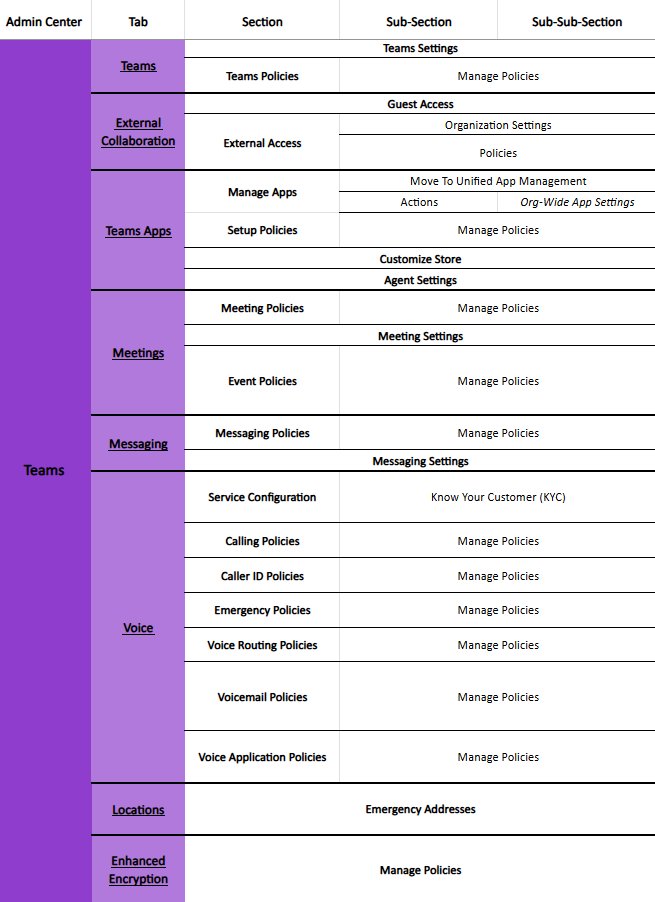 Admin Center Tab Section Sub-Section Sub-Sub-Section
Teams
Teams
Teams Settings
Teams Policies Manage Policies
External
Collaboration
Guest Access
External Access
Organization Settings
Policies
Teams Apps
Manage Apps
Move To Unified App Management
Actions Org-Wide App Settings
Setup Policies Manage Policies
Customize Store
Agent Settings
Meetings
Meeting Policies Manage Policies
Meeting Settings
Event Policies Manage Policies
Messaging
Messaging Policies Manage Policies
Messaging Settings
Voice
Service Configuration Know Your Customer (KYC)
Calling Policies Manage Policies
Caller ID Policies Manage Policies
Emergency Policies Manage Policies
Voice Routing Policies Manage Policies
Voicemail Policies Manage Policies
Voice Application Policies Manage Policies
Locations
Emergency Addresses
Enhanced
Encryption
Manage Policies